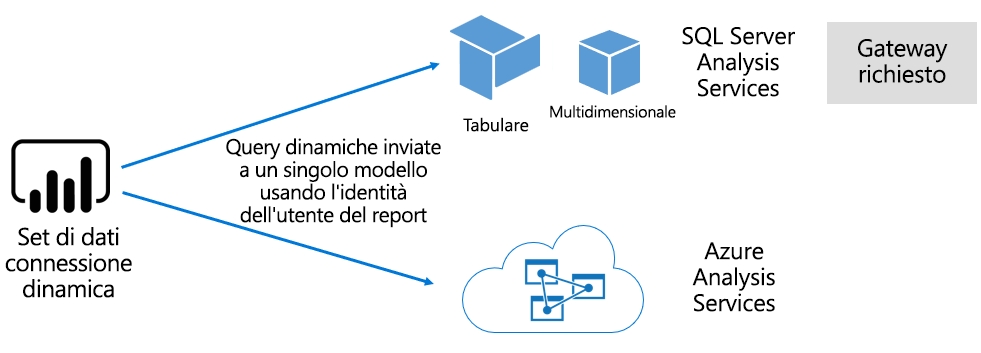 SQL Server
Analysis
Services
Gateway
richiesto
Tabulare
Multidimensionale
Query dinamiche inviate
a un singolo modello
usando l'identità
dell'utente del report
Set di dati
connessione
dinamica
Azure
Analysis
Services